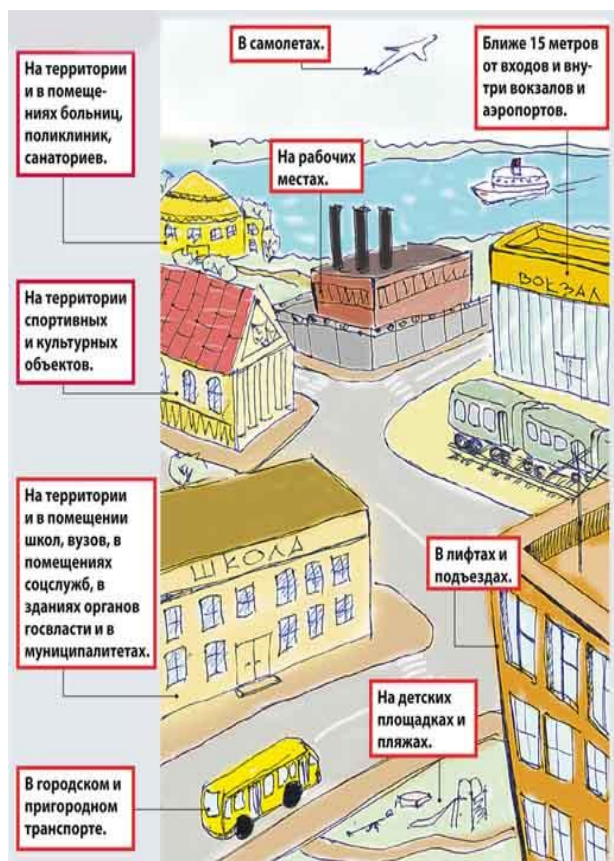 В самолетах.
Ближе 15 метров
от входов и вну-
три вокзалов и
аэропортов.
На территории
и в помеще-
ниях больниц,
поликлиник,
санаториев.
На рабочих
местах.
ВОКЗАЛ
На территории
спортивных
и культурных
объектов.
На территории
и в помещении
школ, вузов, в
помещениях
соцслужб, в
зданиях органов
госвласти и в
муниципалитетах.
ШКОЛА
В лифтах и
подъездах.
На детских
площадках и
пляжах.
В городском и
пригородном
транспорте.